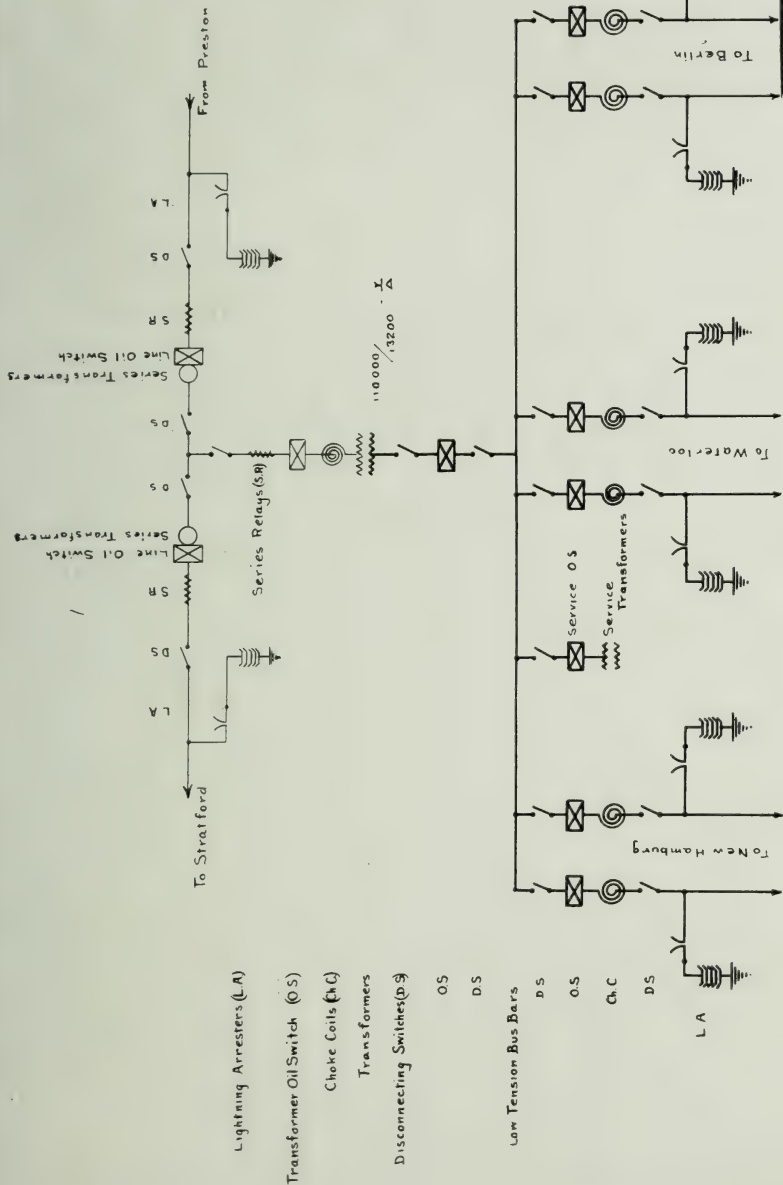 From Preston
L A
D S
S R
Line Oil Switch
Series Transformers
D S
D S
Series Transformers
Line Oil Switch
S R
D S
L A
To Stratford
Series Relays (S.R)
110000/13200 - Y Δ
Lightning Arresters (L.A)
Transformer Oil Switch (O S)
Choke Coils (Ch.C)
Transformers
Disconnecting Switches (D.S)
O.S
D.S
Low Tension Bus Bars
D S
O.S
Ch.C
D S
L A
Service O S
Service
Transformers
To New Hamburg
To Waterloo
To Berlin